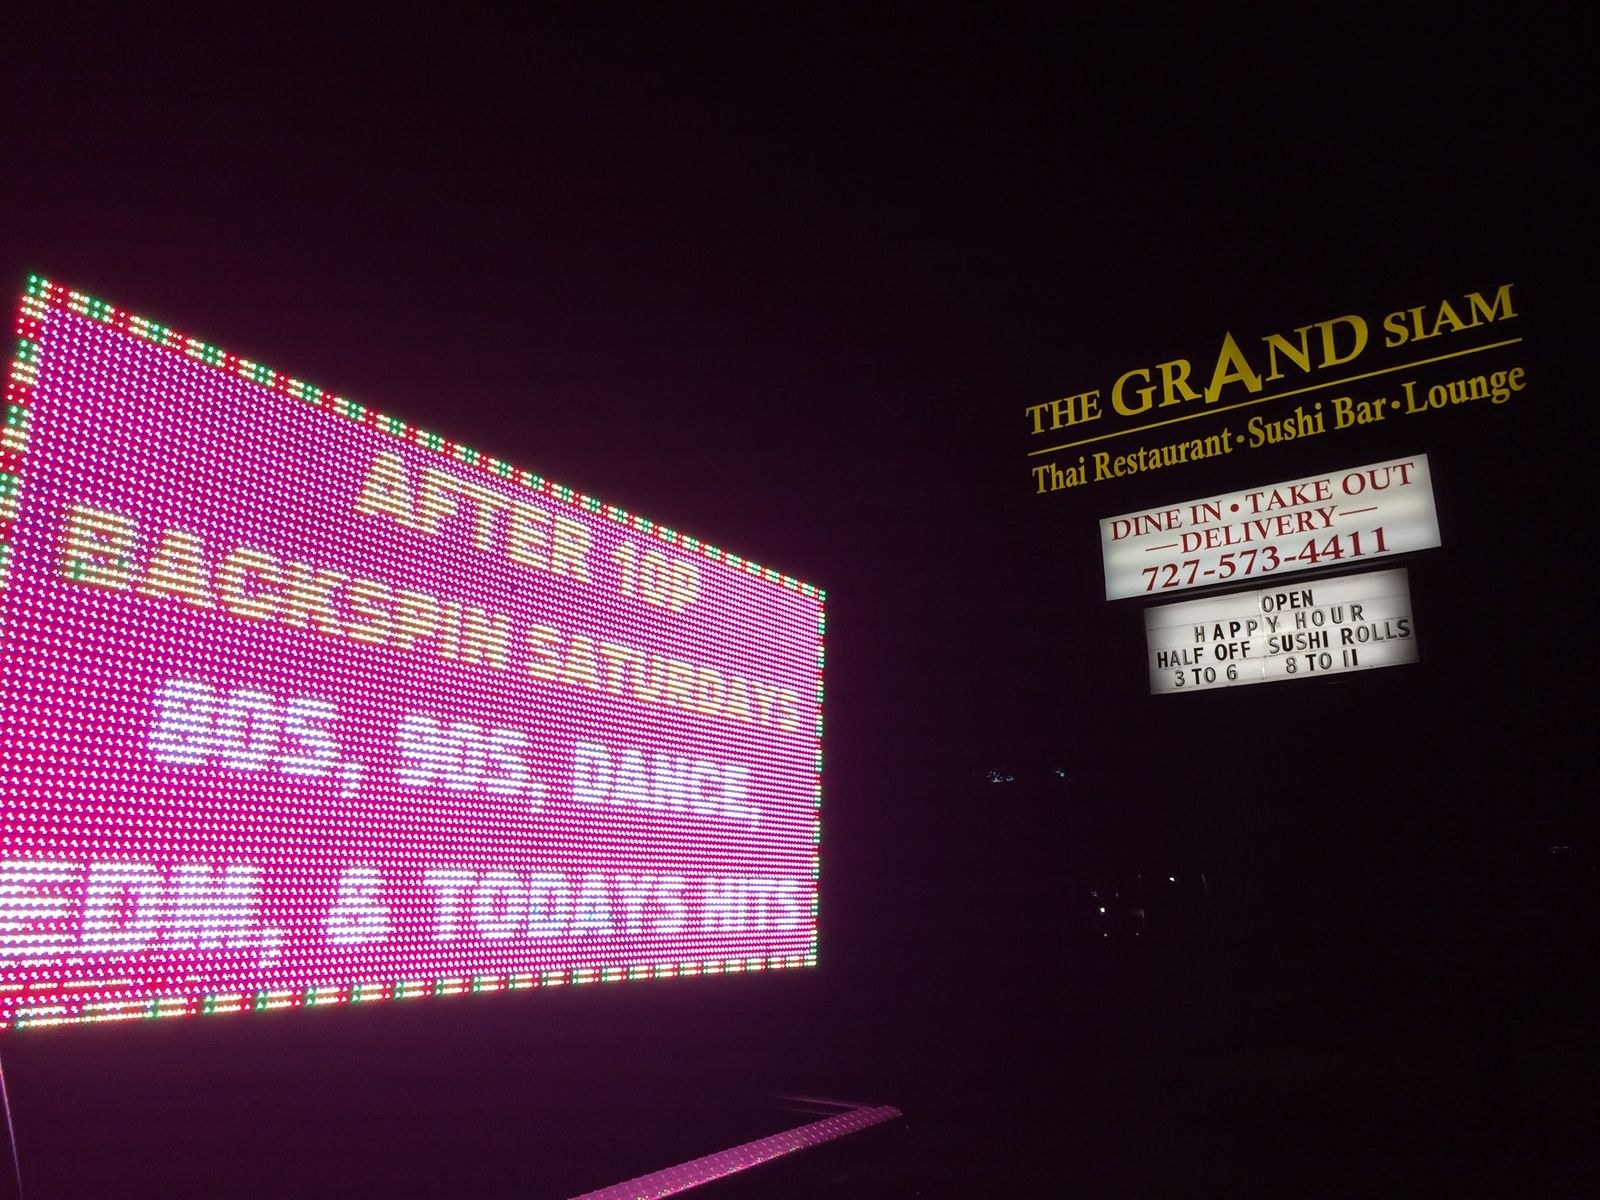 AFTER 10P
BACKSPIN SATURDAYS
80S, 90S, DANCE,
EDM, & TODAYS HITS
THE GRAND SIAM
Thai Restaurant • Sushi Bar • Lounge
DINE IN • TAKE OUT
—DELIVERY—
727-573-4411
OPEN
HAPPY HOUR
HALF OFF SUSHI ROLLS
3 TO 6 8 TO 11